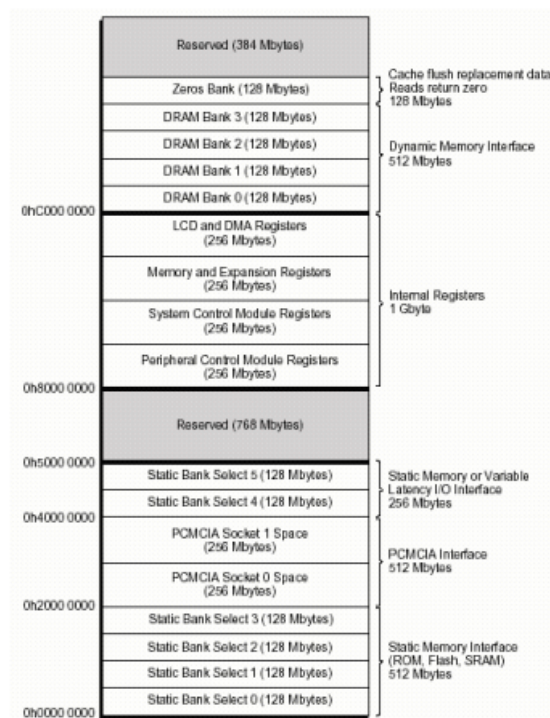 Reserved (384 Mbytes)
Zeros Bank (128 Mbytes)
Cache flush replacement data
Reads return zero
128 Mbytes
DRAM Bank 3 (128 Mbytes)
DRAM Bank 2 (128 Mbytes)
DRAM Bank 1 (128 Mbytes)
DRAM Bank 0 (128 Mbytes)
Dynamic Memory Interface
512 Mbytes
0hC000 0000
LCD and DMA Registers
(256 Mbytes)
Memory and Expansion Registers
(256 Mbytes)
System Control Module Registers
(256 Mbytes)
Peripheral Control Module Registers
(256 Mbytes)
Internal Registers
1 Gbyte
0h8000 0000
Reserved (768 Mbytes)
0h5000 0000
Static Bank Select 5 (128 Mbytes)
Static Bank Select 4 (128 Mbytes)
Static Memory or Variable
Latency I/O Interface
256 Mbytes
0h4000 0000
PCMCIA Socket 1 Space
(256 Mbytes)
PCMCIA Socket 0 Space
(256 Mbytes)
PCMCIA Interface
512 Mbytes
0h2000 0000
Static Bank Select 3 (128 Mbytes)
Static Bank Select 2 (128 Mbytes)
Static Bank Select 1 (128 Mbytes)
Static Bank Select 0 (128 Mbytes)
Static Memory Interface
(ROM, Flash, SRAM)
512 Mbytes
0h0000 0000